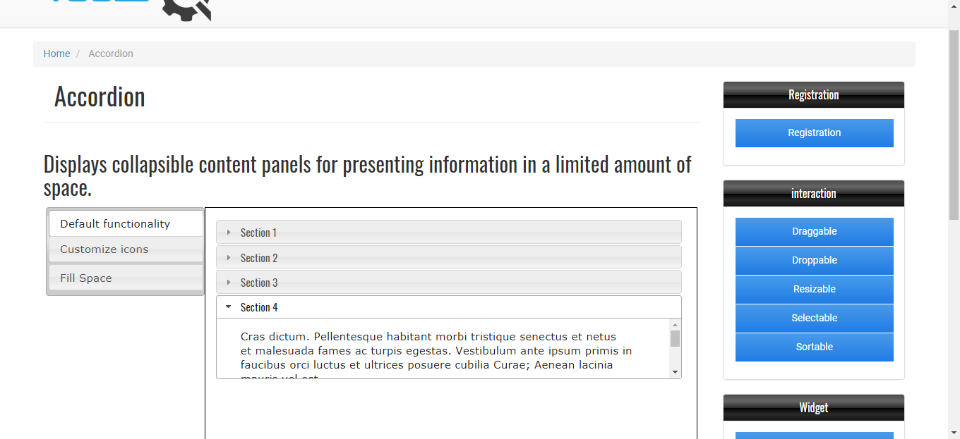 Home / Accordion
Accordion
Displays collapsible content panels for presenting information in a limited amount of
space.
Default functionality
Customize icons
Fill Space
Section 1
Section 2
Section 3
Section 4
Cras dictum. Pellentesque habitant morbi tristique senectus et netus
et malesuada fames ac turpis egestas. Vestibulum ante ipsum primis in
faucibus orci luctus et ultrices posuere cubilia Curae; Aenean lacinia
mauris vel est
Registration
Registration
interaction
Draggable
Droppable
Resizable
Selectable
Sortable
Widget